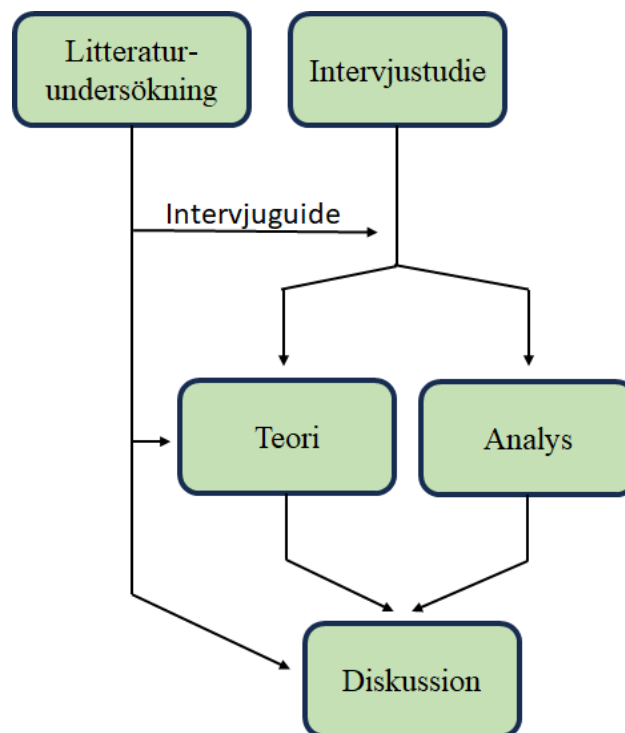 Litteratur-
undersökning
Intervjustudie
Intervjuguide
Teori
Analys
Diskussion